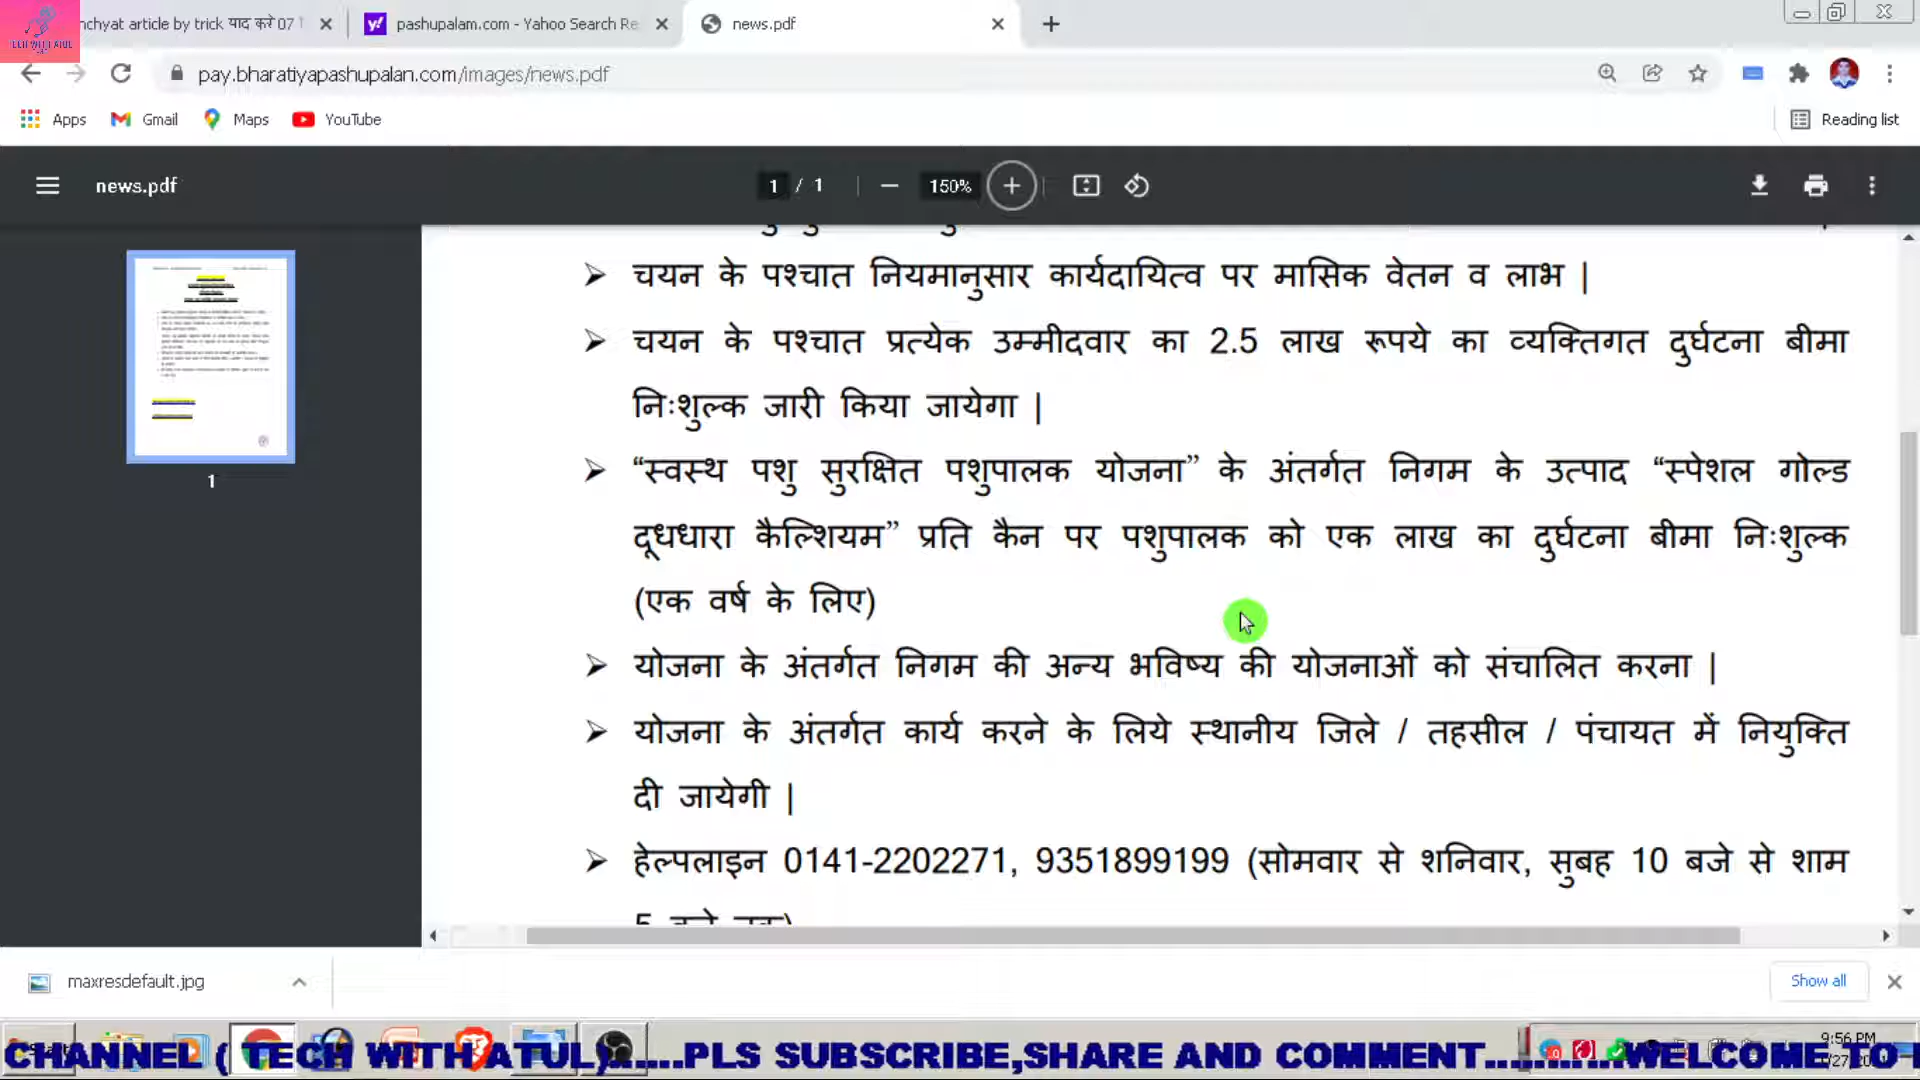 nchyat article by trick याद करे 07
pashupalam.com - Yahoo Search Re
news.pdf
pay.bharatiyapashupalan.com/images/news.pdf
Apps
Gmail
Maps
YouTube
Reading list
news.pdf
1 / 1
150%
1
चयन के पश्चात नियमानुसार कार्यदायित्व पर मासिक वेतन व लाभ |
चयन के पश्चात प्रत्येक उम्मीदवार का 2.5 लाख रूपये का व्यक्तिगत दुर्घटना बीमा
निःशुल्क जारी किया जायेगा |
“स्वस्थ पशु सुरक्षित पशुपालक योजना” के अंतर्गत निगम के उत्पाद “स्पेशल गोल्ड
दूधधारा कैल्शियम” प्रति कैन पर पशुपालक को एक लाख का दुर्घटना बीमा निःशुल्क
(एक वर्ष के लिए)
योजना के अंतर्गत निगम की अन्य भविष्य की योजनाओं को संचालित करना |
योजना के अंतर्गत कार्य करने के लिये स्थानीय जिले / तहसील / पंचायत में नियुक्ति
दी जायेगी |
हेल्पलाइन 0141-2202271, 9351899199 (सोमवार से शनिवार, सुबह 10 बजे से शाम
maxresdefault.jpg
Show all
9:56 PM
CHANNEL ( TECH WITH ATUL).....PLS SUBSCRIBE,SHARE AND COMMENT..........WELCOME TO